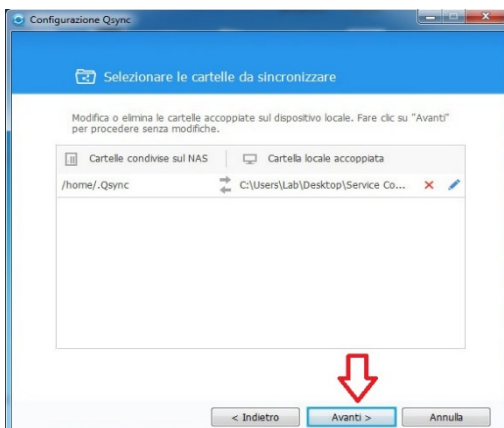 Configurazione Qsync
Selezionare le cartelle da sincronizzare
Modifica o elimina le cartelle accoppiate sul dispositivo locale. Fare clic su "Avanti"
per procedere senza modifiche.
Cartelle condivise sul NAS Cartella locale accoppiata
/home/.Qsync C:\Users\Lab\Desktop\Service Co...
< Indietro Avanti > Annulla